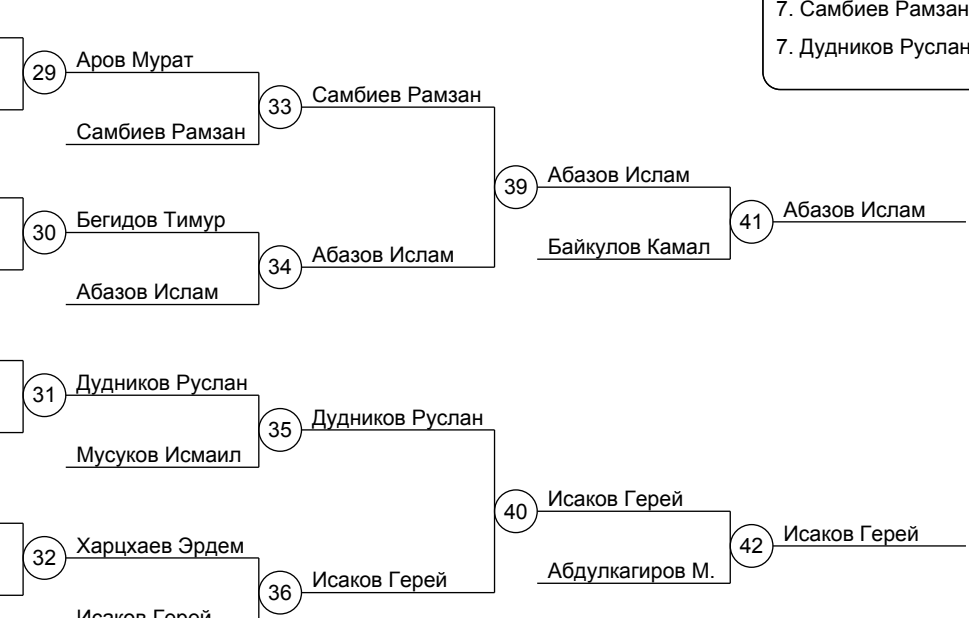 7. Самбиев Рамзан
7. Дудников Руслан
29 Аров Мурат
33 Самбиев Рамзан
Самбиев Рамзан
39 Абазов Ислам
41 Абазов Ислам
30 Бегидов Тимур
34 Абазов Ислам
Байкулов Камал
Абазов Ислам
31 Дудников Руслан
35 Дудников Руслан
Мусуков Исмаил
40 Исаков Герей
42 Исаков Герей
32 Харцхаев Эрдем
36 Исаков Герей
Абдулкагиров М.
Исаков Герей